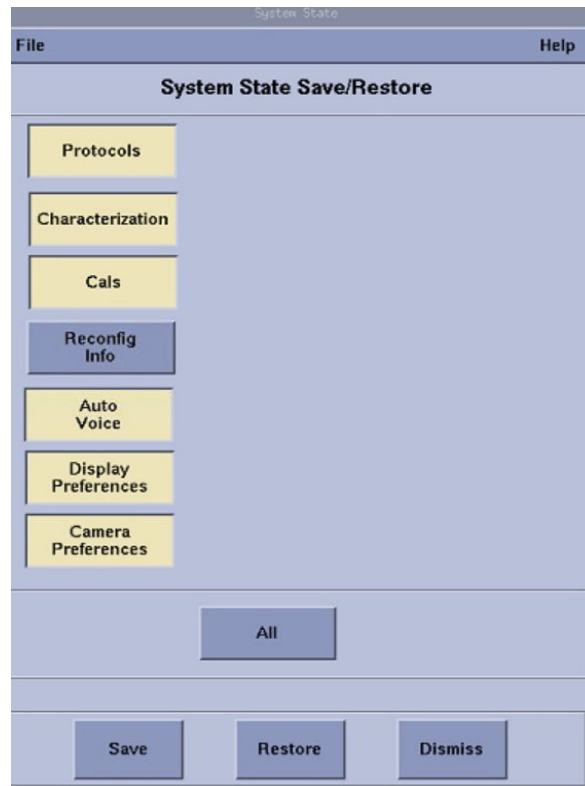 System State
File Help
System State Save/Restore
Protocols
Characterization
Cals
Reconfig
Info
Auto
Voice
Display
Preferences
Camera
Preferences
All
Save Restore Dismiss